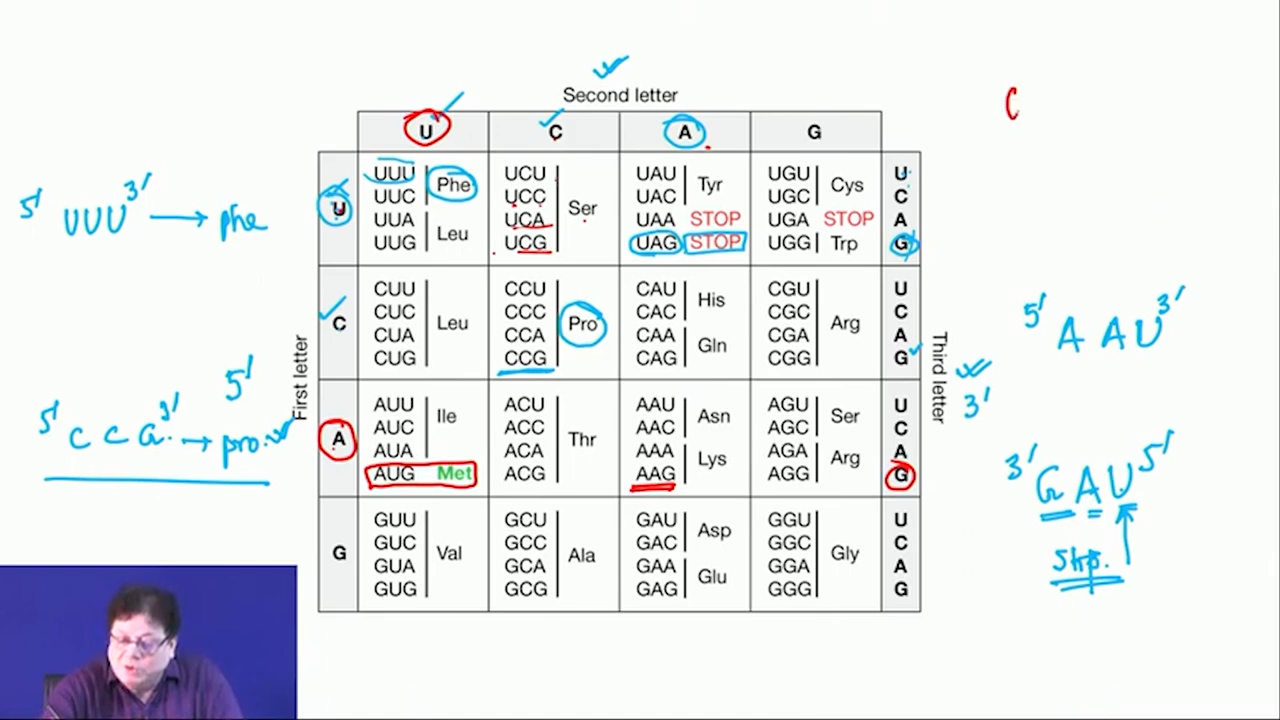 Second letter
U C A G
UUU Phe UCU UAU Tyr UGU Cys U
UUC UCC Ser UAC UGC C
UUA Leu UCA UAA STOP UGA STOP A
U UUG UCG UAG STOP UGG Trp G
CUU CCU CAU His CGU U
C CUC Leu CCC Pro CAC CGC Arg C
CUA CCA CAA Gln CGA A
CUG CCG CAG CGG G
AUU Ile ACU AAU Asn AGU Ser U
A AUC ACC Thr AAC AGC C
AUA ACA AAA Lys AGA Arg A
AUG Met ACG AAG AGG G
GUU GCU GAU Asp GGU U
G GUC Val GCC Ala GAC GGC Gly C
GUA GCA GAA Glu GGA A
GUG GCG GAG GGG G
First letter
Third letter
5' UUU 3' → phe
5'
5' C C G 3' → pro.
C
3'
5' A A U 3'
3' G A U 5'
Stp.